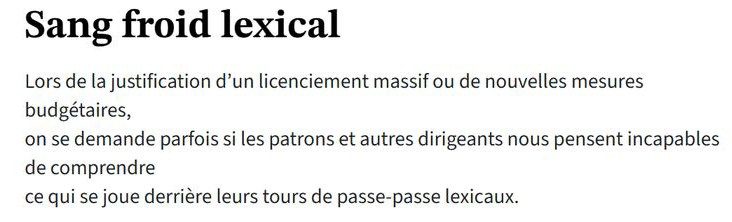 Sang froid lexical
Lors de la justification d’un licenciement massif ou de nouvelles mesures
budgétaires,
on se demande parfois si les patrons et autres dirigeants nous pensent incapables
de comprendre
ce qui se joue derrière leurs tours de passe-passe lexicaux.